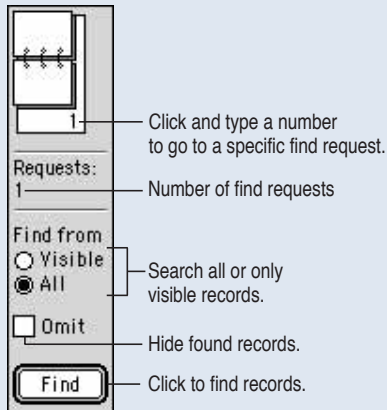 1
Click and type a number
to go to a specific find request.
Requests:
1
Number of find requests
Find from
Visible
All
Search all or only
visible records.
Omit
Hide found records.
Find
Click to find records.